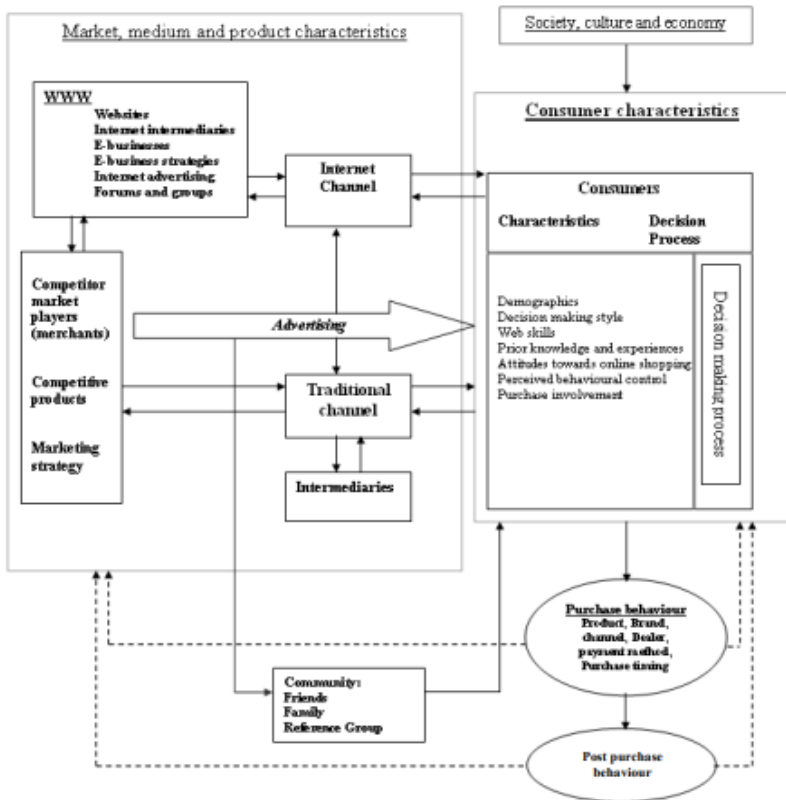 Market, medium and product characteristics
Society, culture and economy
WWW
Websites
Internet intermediaries
E-businesses
E-business strategies
Internet advertising
Forums and groups
Internet
Channel
Consumer characteristics
Consumers
Characteristics
Decision
Process
Competitor
market
players
(merchants)
Competitive
products
Marketing
strategy
Advertising
Demographics
Decision making style
Web skills
Prior knowledge and experiences
Attitudes towards online shopping
Perceived behavioural control
Purchase involvement
Decision making process
Traditional
channel
Intermediaries
Purchase behaviour
Product, Brand,
channel, Dealer,
payment method,
Purchase timing
Community:
Friends
Family
Reference Group
Post purchase
behaviour